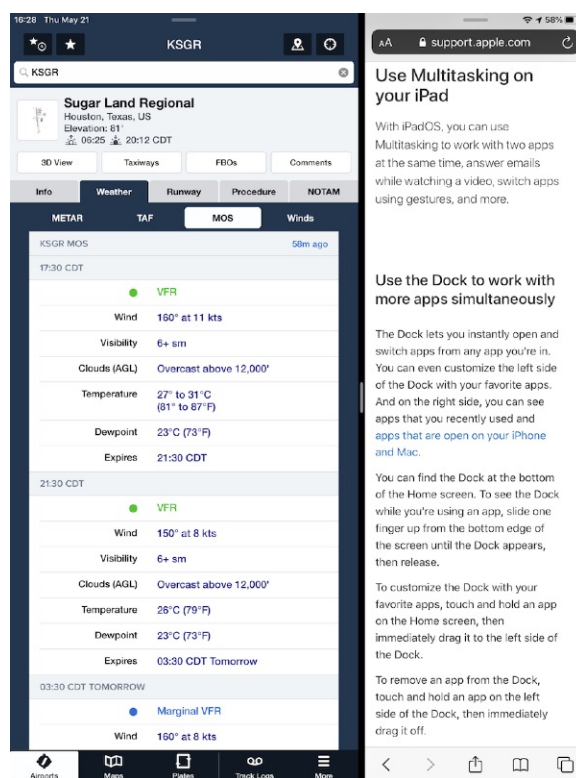 16:28 Thu May 21
58%
KSGR
KSGR
Sugar Land Regional
Houston, Texas, US
Elevation: 81'
06:25 20:12 CDT
3D View Taxiways FBOs Comments
Info Weather Runway Procedure NOTAM
METAR TAF MOS Winds
KSGR MOS 58m ago
17:30 CDT
VFR
Wind 160° at 11 kts
Visibility 6+ sm
Clouds (AGL) Overcast above 12,000'
Temperature 27° to 31°C
(81° to 87°F)
Dewpoint 23°C (73°F)
Expires 21:30 CDT
21:30 CDT
VFR
Wind 150° at 8 kts
Visibility 6+ sm
Clouds (AGL) Overcast above 12,000'
Temperature 26°C (79°F)
Dewpoint 23°C (73°F)
Expires 03:30 CDT Tomorrow
03:30 CDT TOMORROW
Marginal VFR
Wind 160° at 8 kts
Airports Maps Plates Track Logs More
AA support.apple.com
Use Multitasking on
your iPad
With iPadOS, you can use
Multitasking to work with two apps
at the same time, answer emails
while watching a video, switch apps
using gestures, and more.
Use the Dock to work with
more apps simultaneously
The Dock lets you instantly open and
switch apps from any app you're in.
You can even customize the left side
of the Dock with your favorite apps.
And on the right side, you can see
apps that you recently used and
apps that are open on your iPhone
and Mac.
You can find the Dock at the bottom
of the Home screen. To see the Dock
while you're using an app, slide one
finger up from the bottom edge of
the screen until the Dock appears,
then release.
To customize the Dock with your
favorite apps, touch and hold an app
on the Home screen, then
immediately drag it to the left side of
the Dock.
To remove an app from the Dock,
touch and hold an app on the left
side of the Dock, then immediately
drag it off.